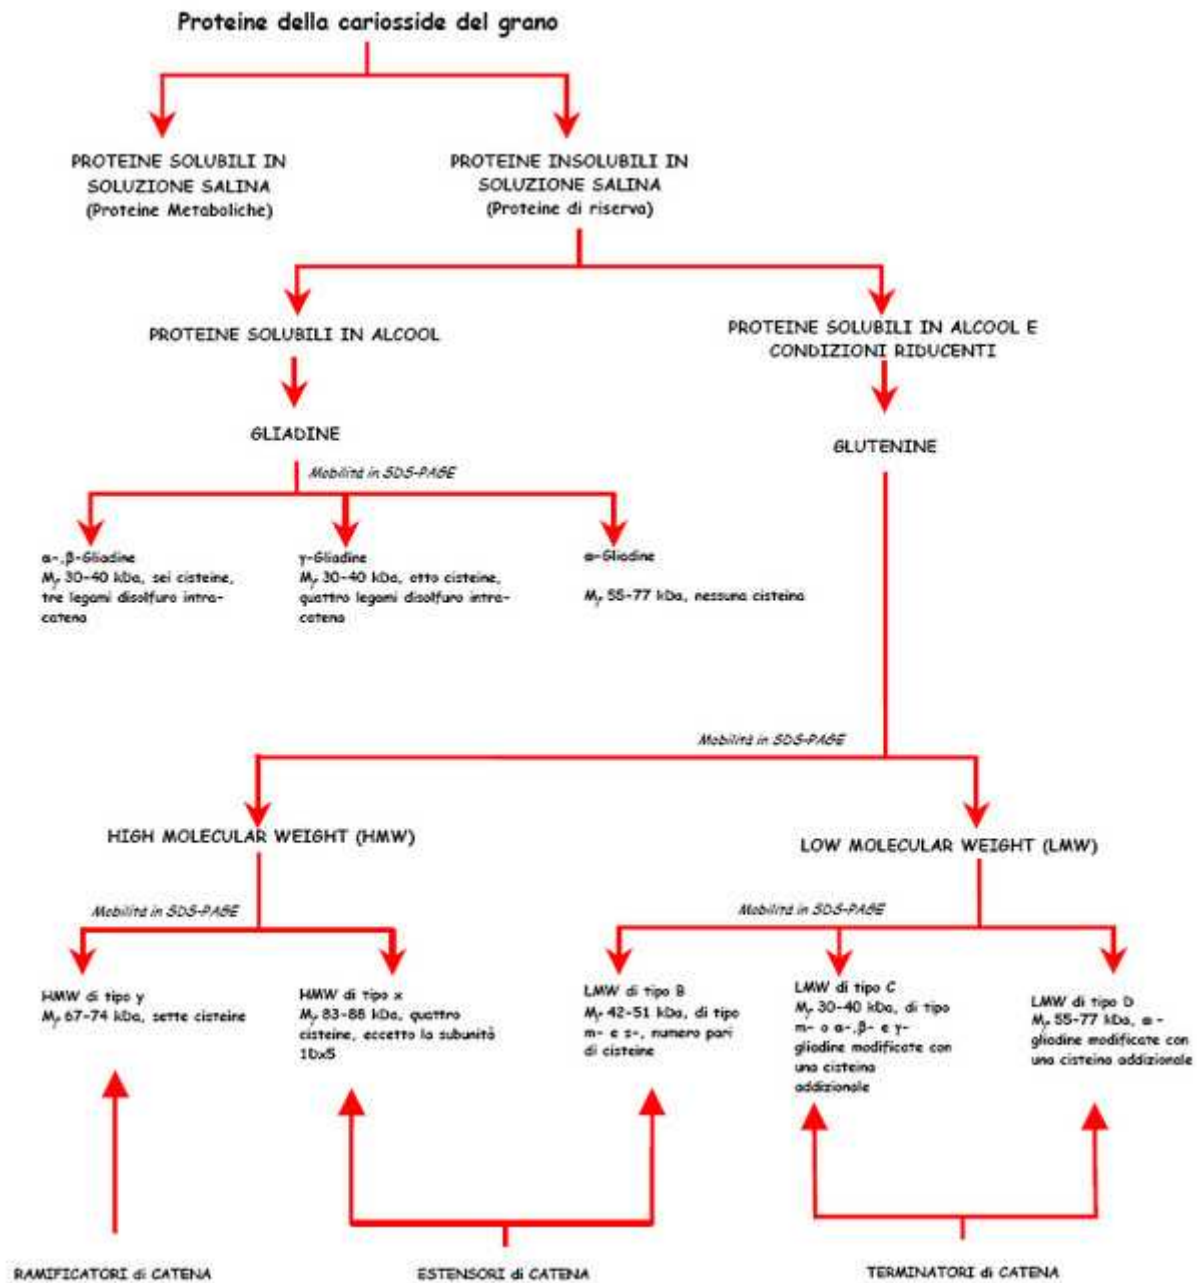 Proteine della cariosside del grano
PROTEINE SOLUBILI IN
SOLUZIONE SALINA
(Proteine Metaboliche)
PROTEINE INSOLUBILI IN
SOLUZIONE SALINA
(Proteine di riserva)
PROTEINE SOLUBILI IN ALCOOL
PROTEINE SOLUBILI IN ALCOOL E
CONDIZIONI RIDUCENTI
GLIADINE
GLUTENINE
Mobilità in SDS-PAGE
α-,β-Gliadine
Mr 30-40 kDa, sei cisteine,
tre legami disolfuro intra-
catena
γ-Gliadine
Mr 30-40 kDa, otto cisteine,
quattro legami disolfuro intra-
catena
α-Gliadine
Mr 55-77 kDa, nessuna cisteina
Mobilità in SDS-PAGE
HIGH MOLECULAR WEIGHT (HMW)
LOW MOLECULAR WEIGHT (LMW)
Mobilità in SDS-PAGE
Mobilità in SDS-PAGE
HMW di tipo y
Mr 67-74 kDa, sette cisteine
HMW di tipo x
Mr 83-88 kDa, quattro
cisteine, eccetto la subunità
1Dx5
LMW di tipo B
Mr 42-51 kDa, di tipo
m- e s-, numero pari
di cisteine
LMW di tipo C
Mr 30-40 kDa, di tipo
m- o α-,β- e γ-
gliadine modificate con
una cisteina
addizionale
LMW di tipo D
Mr 55-77 kDa, α -
gliadine modificate con
una cisteina addizionale
RAMIFICATORI di CATENA
ESTENSORI di CATENA
TERMINATORI di CATENA